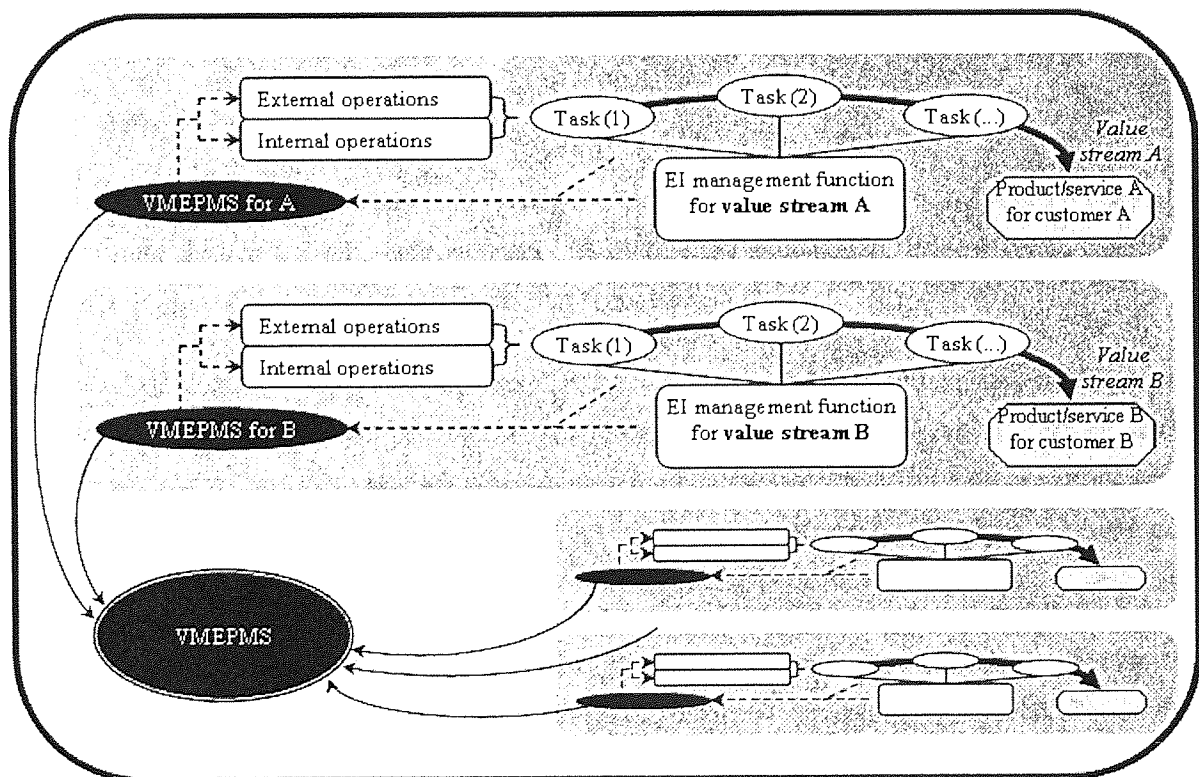 External operations
Internal operations
Task (1)
Task (2)
Task (...)
Value
stream A
VMEPMS for A
EI management function
for value stream A
Product/service A
for customer A
External operations
Internal operations
Task (1)
Task (2)
Task (...)
Value
stream B
VMEPMS for B
EI management function
for value stream B
Product/service B
for customer B
VMEPMS